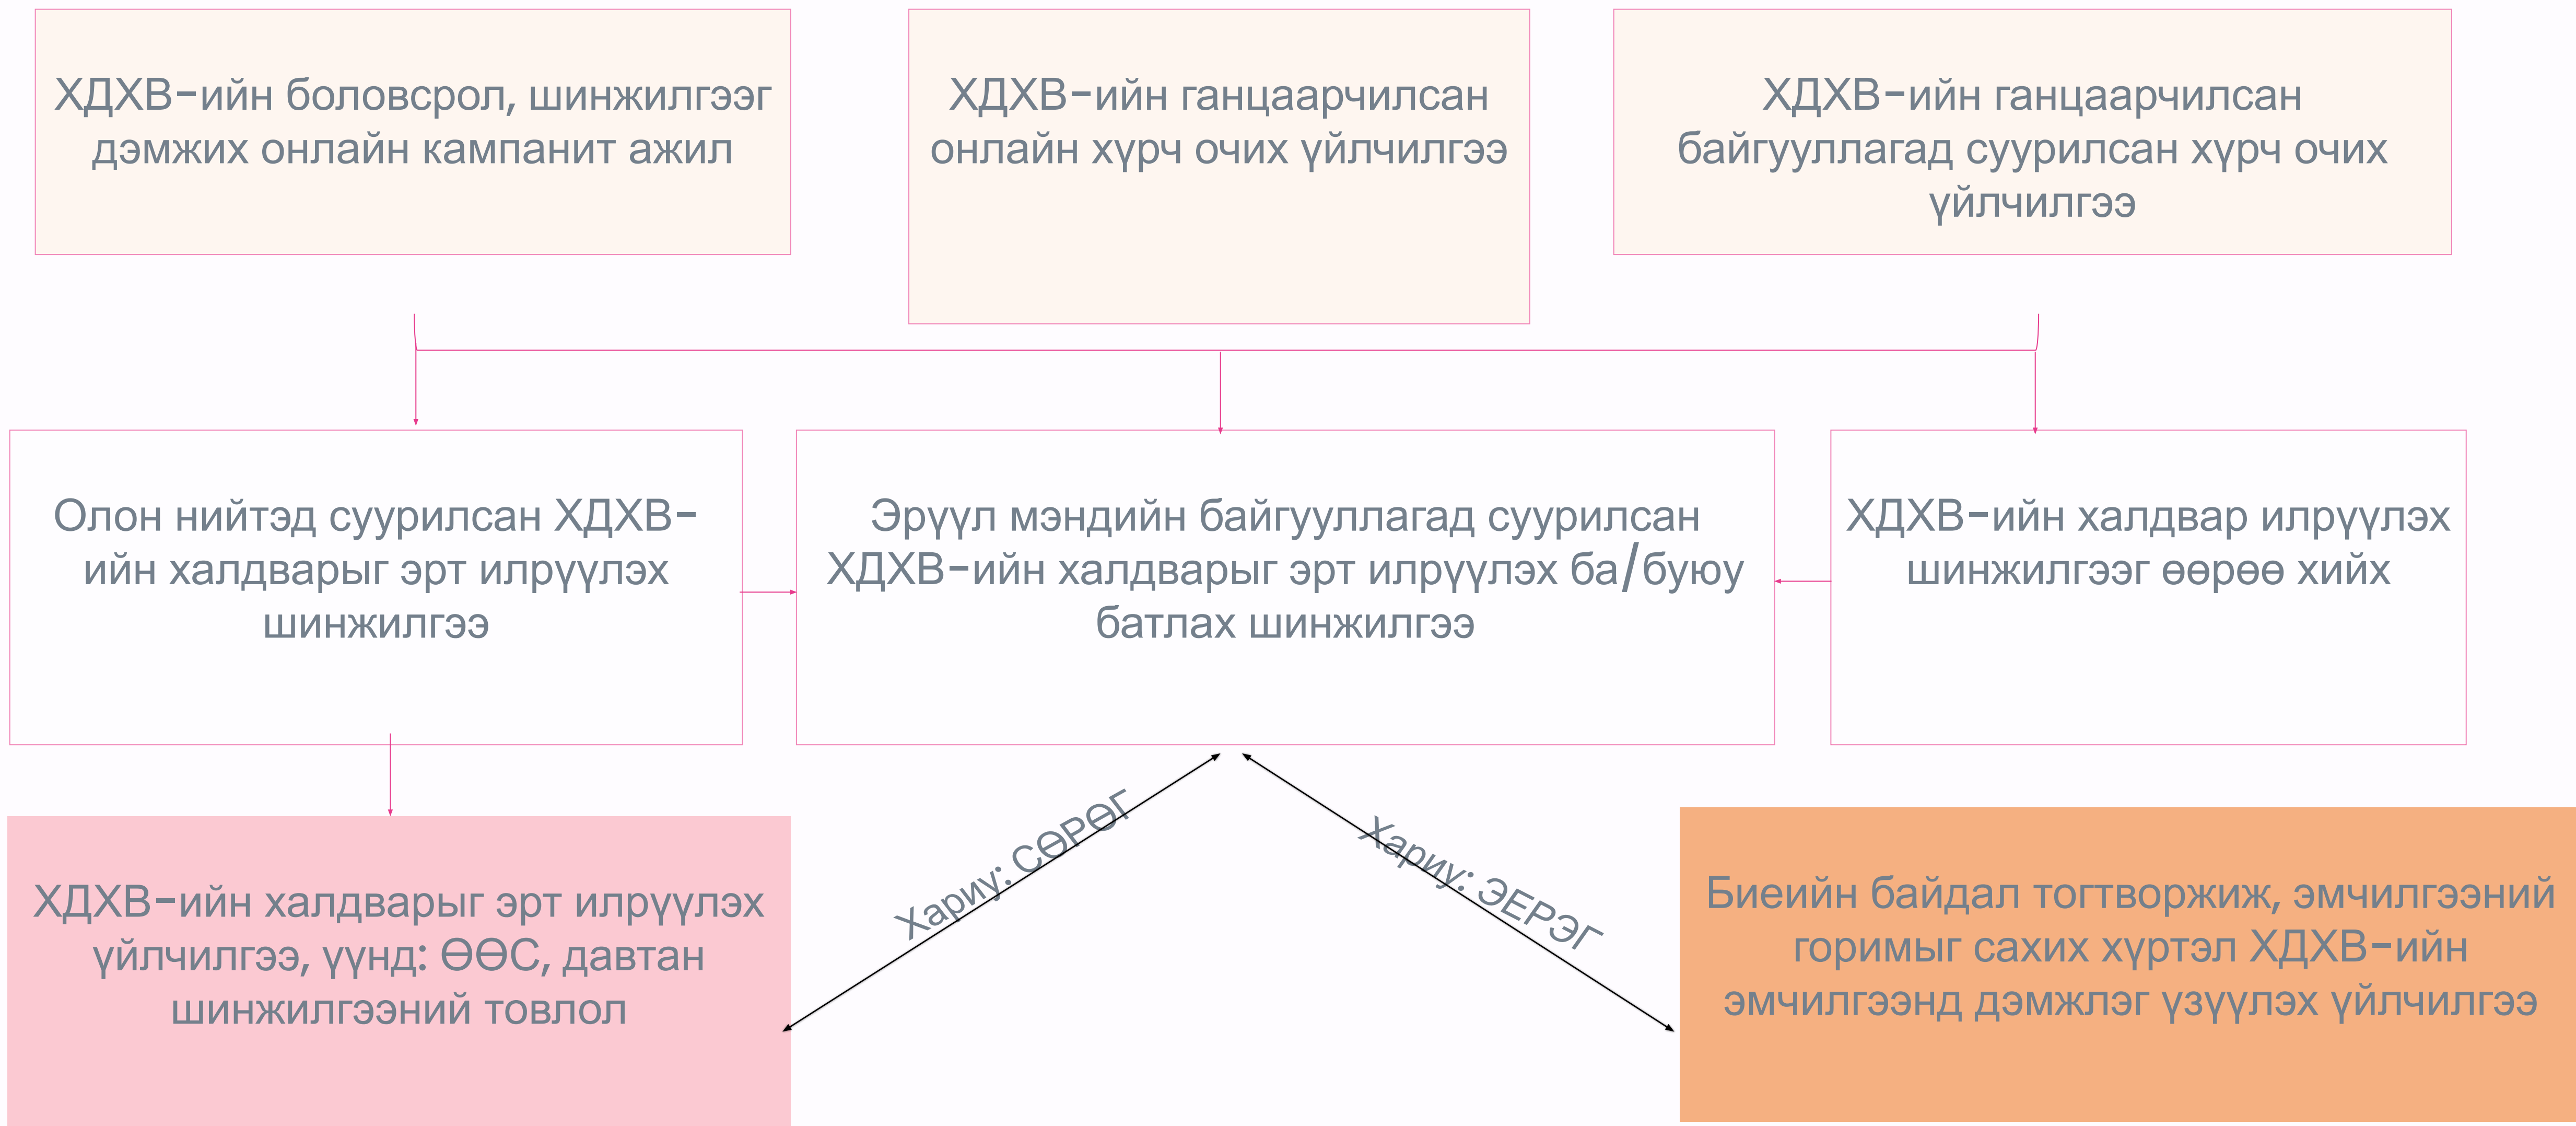 ХДХВ-ийн боловсрол, шинжилгээг
дэмжих онлайн кампанит ажил
ХДХВ-ийн ганцаарчилсан
онлайн хүрч очих үйлчилгээ
ХДХВ-ийн ганцаарчилсан
байгууллагад суурилсан хүрч очих
үйлчилгээ
Олон нийтэд суурилсан ХДХВ-
ийн халдварыг эрт илрүүлэх
шинжилгээ
Эрүүл мэндийн байгууллагад суурилсан
ХДХВ-ийн халдварыг эрт илрүүлэх ба/буюу
батлах шинжилгээ
ХДХВ-ийн халдвар илрүүлэх
шинжилгээг өөрөө хийх
Хариу: СӨРӨГ
Хариу: ЭЕРЭГ
ХДХВ-ийн халдварыг эрт илрүүлэх
үйлчилгээ, үүнд: ӨӨС, давтан
шинжилгээний товлол
Биеийн байдал тогтворжиж, эмчилгээний
горимыг сахих хүртэл ХДХВ-ийн
эмчилгээнд дэмжлэг үзүүлэх үйлчилгээ